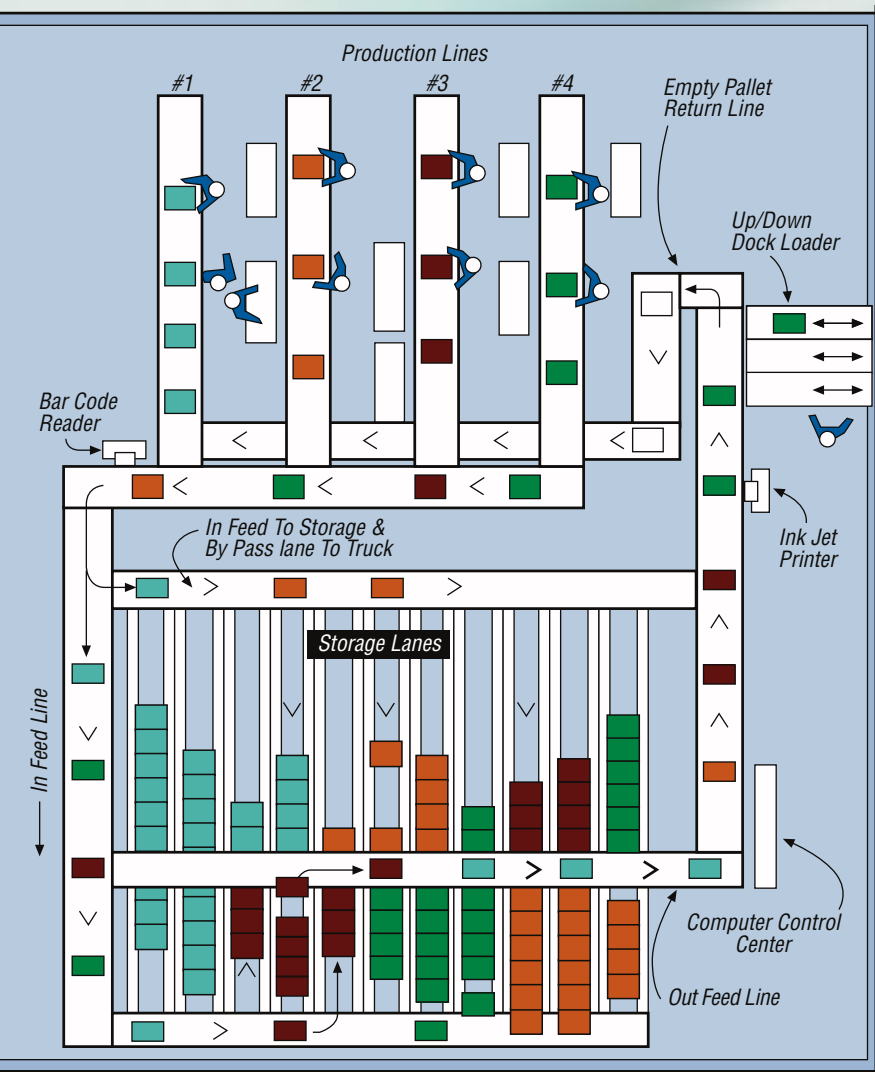 Production Lines
#1
#2
#3
#4
Empty Pallet
Return Line
Up/Down
Dock Loader
Bar Code
Reader
In Feed To Storage &
By Pass lane To Truck
Ink Jet
Printer
Storage Lanes
In Feed Line
Computer Control
Center
Out Feed Line